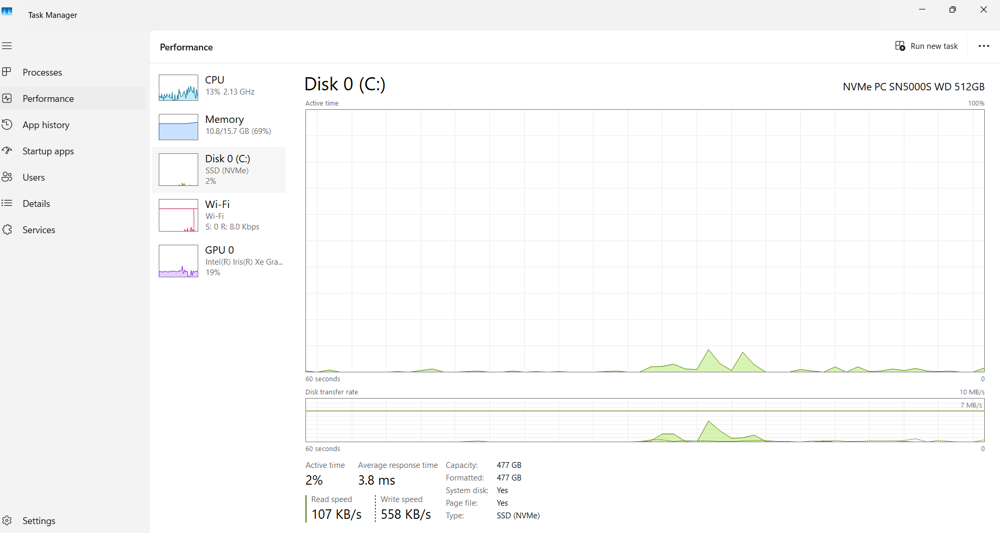 Task Manager
Processes
Performance
App history
Startup apps
Users
Details
Services
Settings
Performance
Run new task
CPU
13% 2.13 GHz
Memory
10.8/15.7 GB (69%)
Disk 0 (C:)
SSD (NVMe)
2%
Wi-Fi
Wi-Fi
S: 0 R: 8.0 Kbps
GPU 0
Intel(R) Iris(R) Xe Gra...
19%
Disk 0 (C:)
NVMe PC SN5000S WD 512GB
Active time
100%
60 seconds
0
Disk transfer rate
10 MB/s
7 MB/s
60 seconds
0
Active time
2%
Average response time
3.8 ms
Read speed
107 KB/s
Write speed
558 KB/s
Capacity: 477 GB
Formatted: 477 GB
System disk: Yes
Page file: Yes
Type: SSD (NVMe)